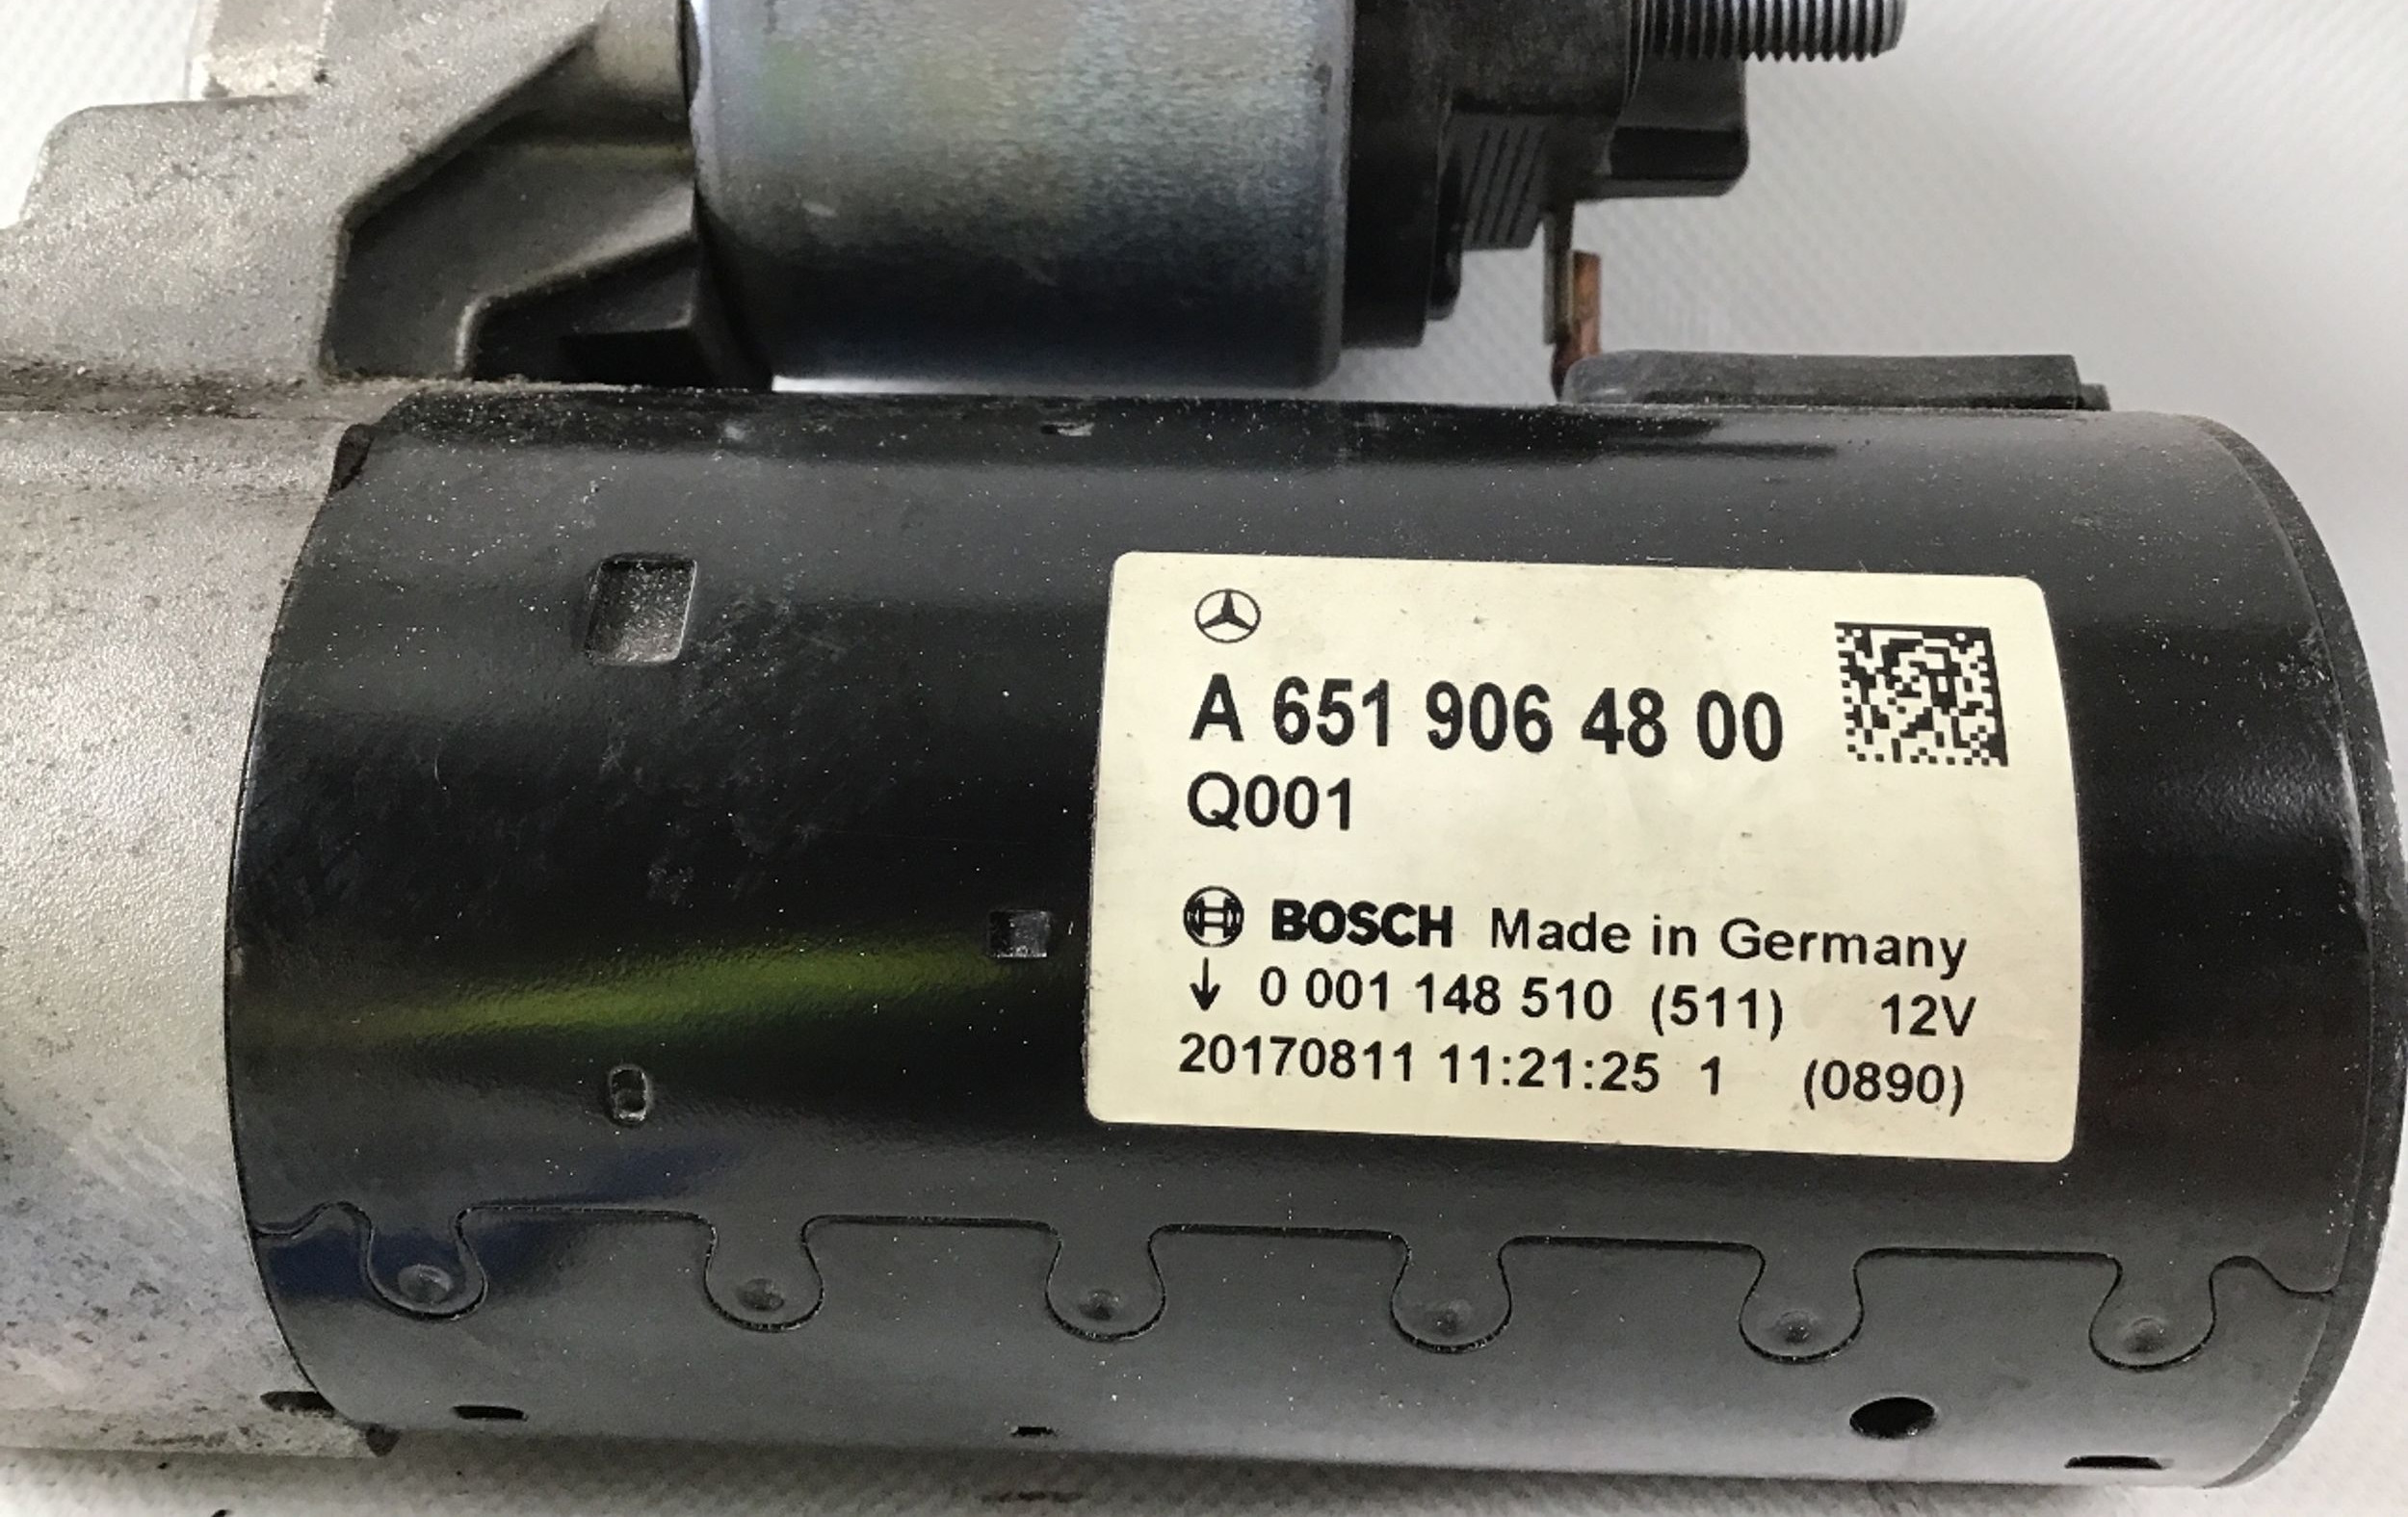 A 651 906 48 00
Q001
BOSCH Made in Germany
↓ 0 001 148 510 (511) 12V
20170811 11:21:25 1 (0890)